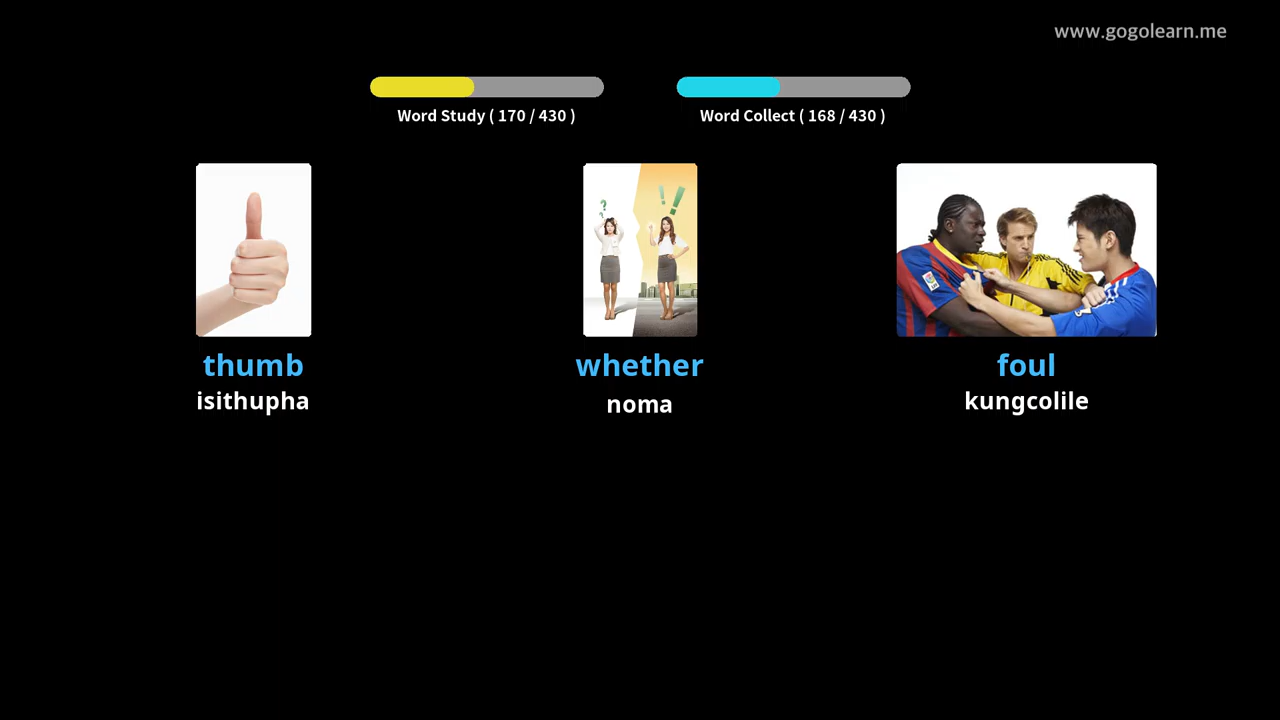 www.gogolearn.me
Word Study ( 170 / 430 )
Word Collect ( 168 / 430 )
thumb
isithupha
whether
noma
foul
kungcolile